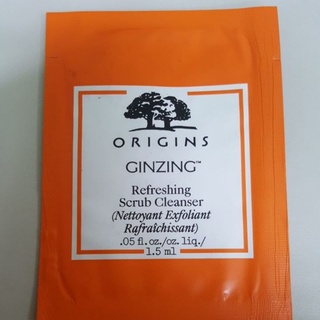 ORIGINS
GINZING™
Refreshing
Scrub Cleanser
(Nettoyant Exfoliant
Rafraîchissant)
.05 fl.oz./oz. liq./
1.5 ml